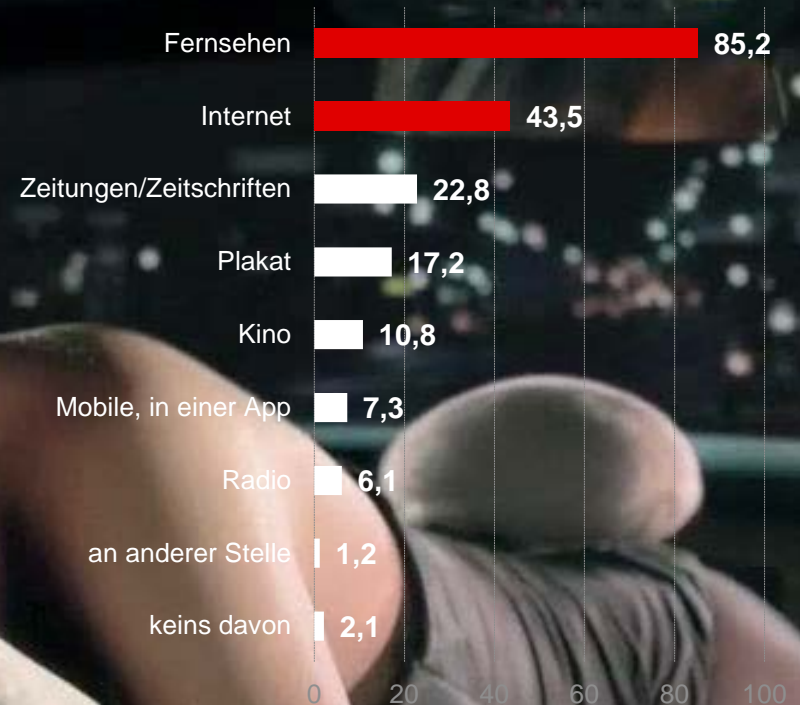 Fernsehen 85,2
Internet 43,5
Zeitungen/Zeitschriften 22,8
Plakat 17,2
Kino 10,8
Mobile, in einer App 7,3
Radio 6,1
an anderer Stelle 1,2
keins davon 2,1
0 20 40 60 80 100